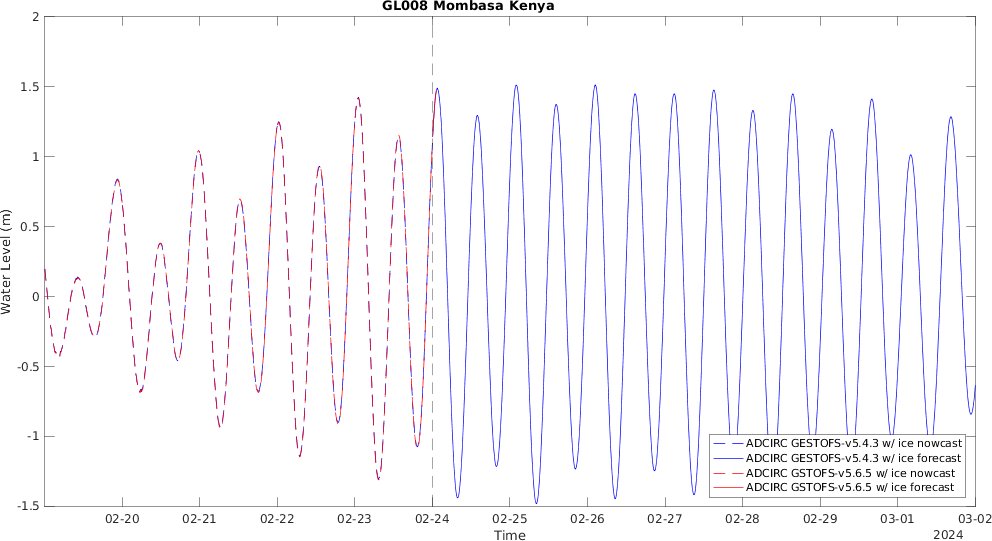 GL008 Mombasa Kenya
2
1.5
1
0.5
0
-0.5
-1
-1.5
Water Level (m)
ADCIRC GESTOFS-v5.4.3 w/ ice nowcast
ADCIRC GESTOFS-v5.4.3 w/ ice forecast
ADCIRC GSTOFS-v5.6.5 w/ ice nowcast
ADCIRC GSTOFS-v5.6.5 w/ ice forecast
02-20 02-21 02-22 02-23 02-24 02-25 02-26 02-27 02-28 02-29 03-01 03-02
Time
2024